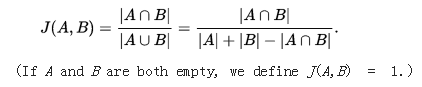 J(A, B) = |A ∩ B| / |A ∪ B| = |A ∩ B| / (|A| + |B| − |A ∩ B|).
(If A and B are both empty, we define J(A,B) = 1.)